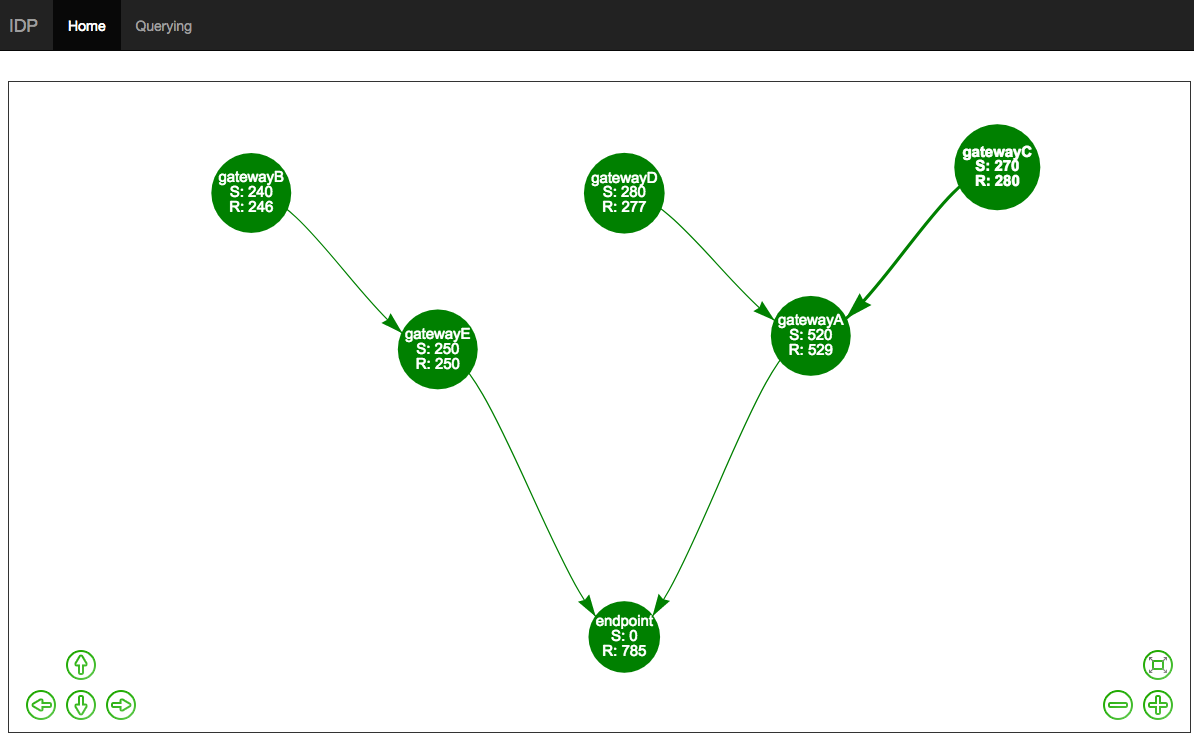 IDP
Home
Querying
gatewayB
S: 240
R: 246
gatewayD
S: 280
R: 277
gatewayC
S: 270
R: 280
gatewayE
S: 250
R: 250
gatewayA
S: 520
R: 529
endpoint
S: 0
R: 785